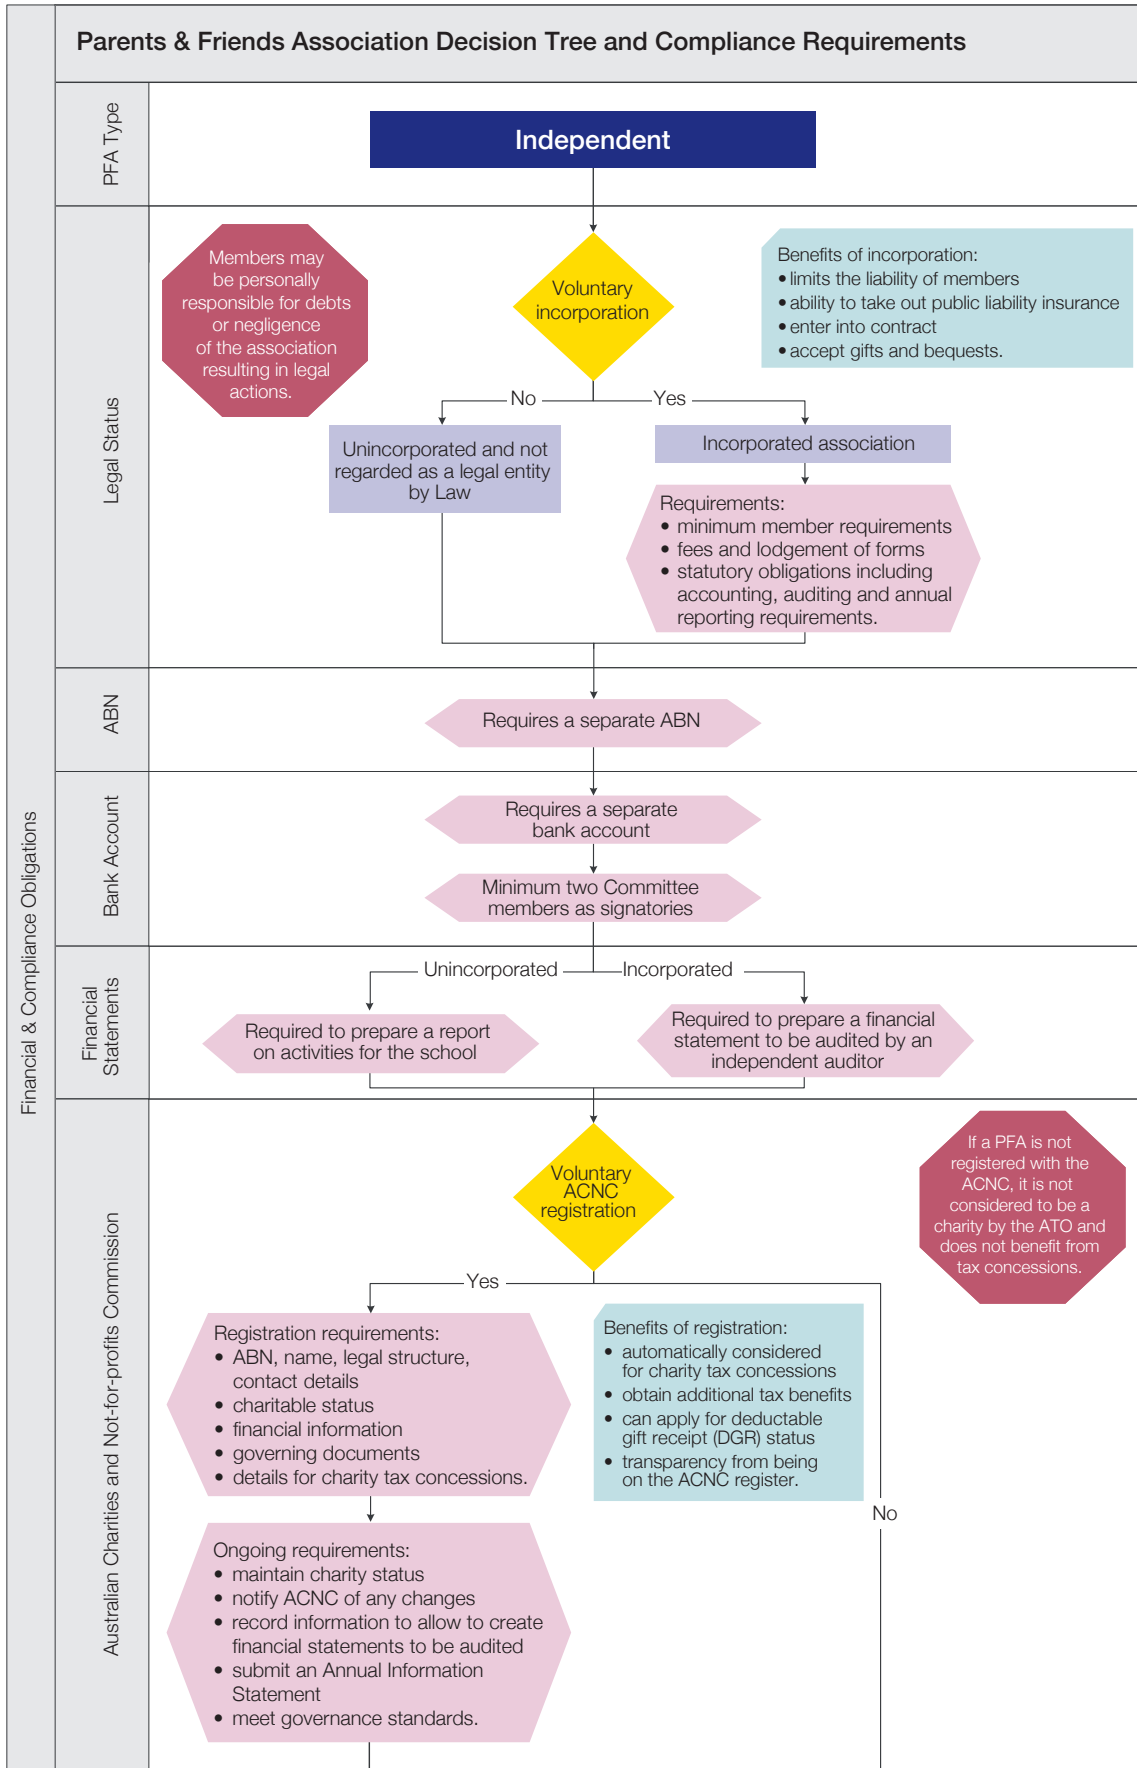 Parents & Friends Association Decision Tree and Compliance Requirements
Financial & Compliance Obligations
PFA Type
Independent
Legal Status
Members may
be personally
responsible for debts
or negligence
of the association
resulting in legal
actions.
Voluntary
incorporation
Benefits of incorporation:
• limits the liability of members
• ability to take out public liability insurance
• enter into contract
• accept gifts and bequests.
No
Yes
Unincorporated and not
regarded as a legal entity
by Law
Incorporated association
Requirements:
• minimum member requirements
• fees and lodgement of forms
• statutory obligations including
accounting, auditing and annual
reporting requirements.
ABN
Requires a separate ABN
Bank Account
Requires a separate
bank account
Minimum two Committee
members as signatories
Financial
Statements
Unincorporated
Incorporated
Required to prepare a report
on activities for the school
Required to prepare a financial
statement to be audited by an
independent auditor
Australian Charities and Not-for-profits Commission
Voluntary
ACNC
registration
If a PFA is not
registered with the
ACNC, it is not
considered to be a
charity by the ATO and
does not benefit from
tax concessions.
Yes
Registration requirements:
• ABN, name, legal structure,
contact details
• charitable status
• financial information
• governing documents
• details for charity tax concessions.
Benefits of registration:
• automatically considered
for charity tax concessions
• obtain additional tax benefits
• can apply for deductable
gift receipt (DGR) status
• transparency from being
on the ACNC register.
No
Ongoing requirements:
• maintain charity status
• notify ACNC of any changes
• record information to allow to create
financial statements to be audited
• submit an Annual Information
Statement
• meet governance standards.